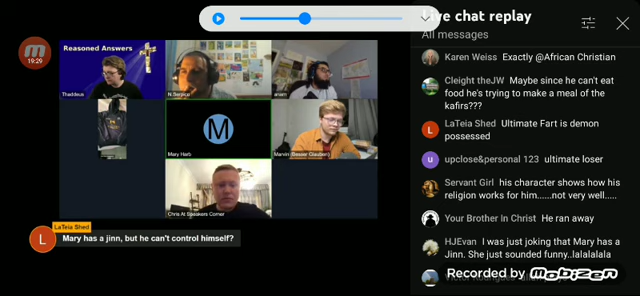 Live chat replay
All messages
19:29
Reasoned Answers
Thaddeus
N.Serpico
anam
M
Mary Harb
Marvin (Besser Glauben)
Chris At Speakers Corner
LaTeia Shed
L
Mary has a jinn, but he can't control himself?
Karen Weiss Exactly @African Christian
Cleight theJW Maybe since he can't eat
food he's trying to make a meal of the
kafirs???
L
LaTeia Shed Ultimate Fart is demon
possessed
u
upclose&personal 123 ultimate loser
Servant Girl his character shows how his
religion works for him......not very well.....
Your Brother In Christ He ran away
HJEvan I was just joking that Mary has a
Jinn. She just sounded funny..lalalalala
Recorded by MOBIZEN